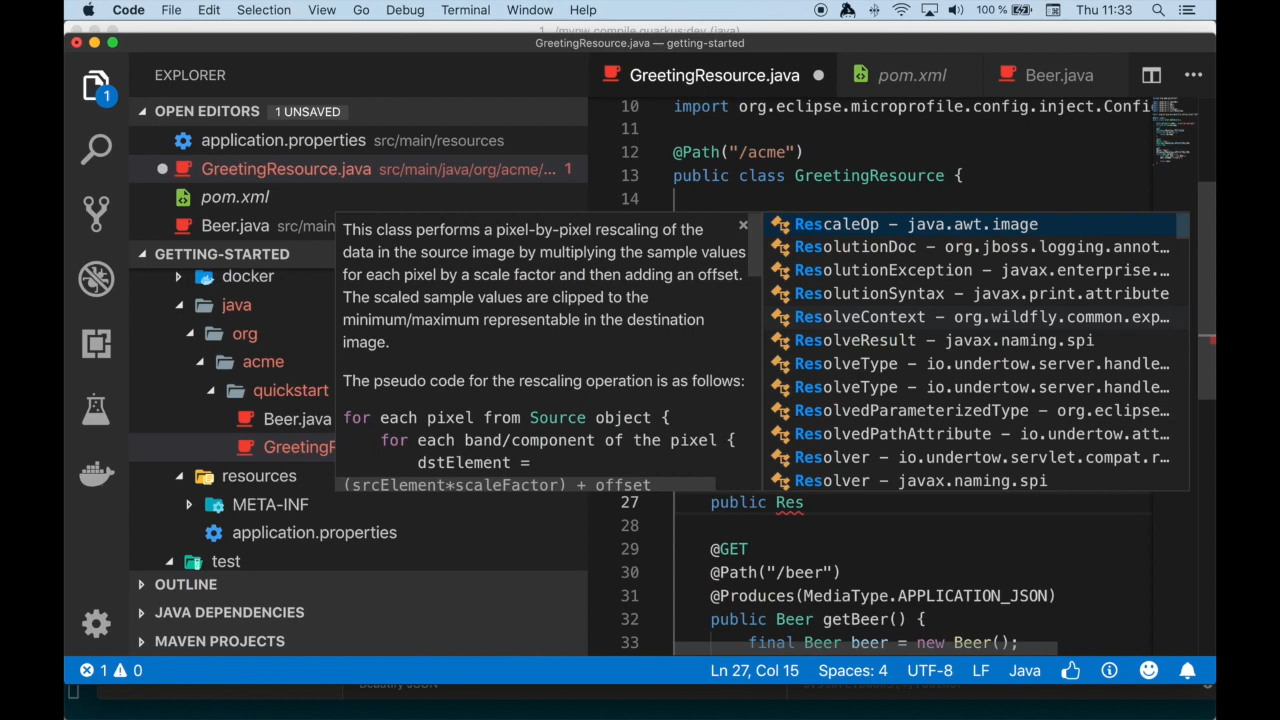 Code File Edit Selection View Go Debug Terminal Window Help 100 % Thu 11:33
GreetingResource.java — getting-started
EXPLORER
GreetingResource.java pom.xml Beer.java
OPEN EDITORS 1 UNSAVED
application.properties src/main/resources
GreetingResource.java src/main/java/org/acme/... 1
pom.xml
Beer.java src/main
GETTING-STARTED
docker
java
org
acme
quickstart
Beer.java
GreetingR
resources
META-INF
application.properties
test
OUTLINE
JAVA DEPENDENCIES
MAVEN PROJECTS
1
10 import org.eclipse.microprofile.config.inject.Confi
11
12 @Path("/acme")
13 public class GreetingResource {
14
This class performs a pixel-by-pixel rescaling of the
data in the source image by multiplying the sample values
for each pixel by a scale factor and then adding an offset.
The scaled sample values are clipped to the
minimum/maximum representable in the destination
image.
The pseudo code for the rescaling operation is as follows:
for each pixel from Source object {
for each band/component of the pixel {
dstElement =
(srcElement*scaleFactor) + offset
RescaleOp – java.awt.image
ResolutionDoc – org.jboss.logging.annot…
ResolutionException – javax.enterprise.…
ResolutionSyntax – javax.print.attribute
ResolveContext – org.wildfly.common.exp…
ResolveResult – javax.naming.spi
ResolveType – io.undertow.server.handle…
ResolveType – io.undertow.server.handle…
ResolvedParameterizedType – org.eclipse…
ResolvedPathAttribute – io.undertow.att…
Resolver – io.undertow.servlet.compat.r…
Resolver – javax.naming.spi
27 public Res
28
29 @GET
30 @Path("/beer")
31 @Produces(MediaType.APPLICATION_JSON)
32 public Beer getBeer() {
33 final Beer beer = new Beer();
1 0 Ln 27, Col 15 Spaces: 4 UTF-8 LF Java